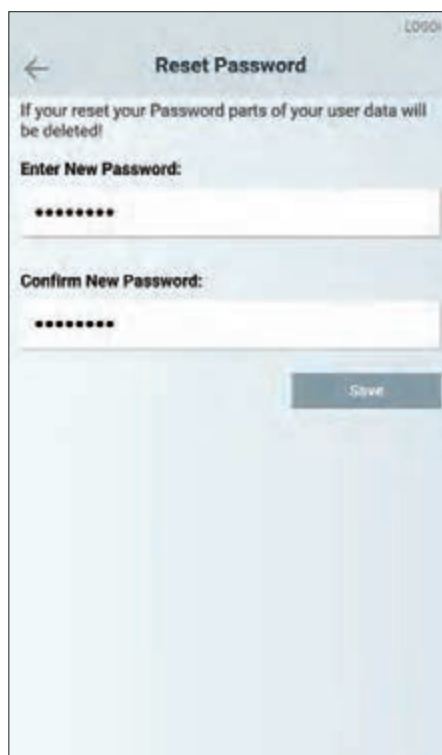 Reset Password
If your reset your Password parts of your user data will
be deleted!
Enter New Password:
••••••••
Confirm New Password:
••••••••
Save